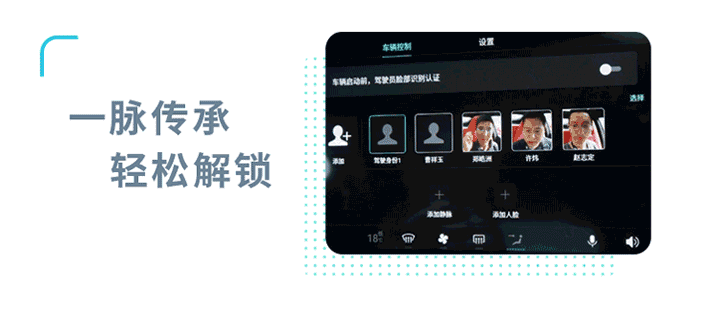 一脉传承
轻松解锁
车辆控制 设置
车辆启动前，驾驶员脸部识别认证
选择
添加 驾驶身份1 曹祥玉 郑皓洲 许炜 赵志定
添加静脉 添加人脸
18